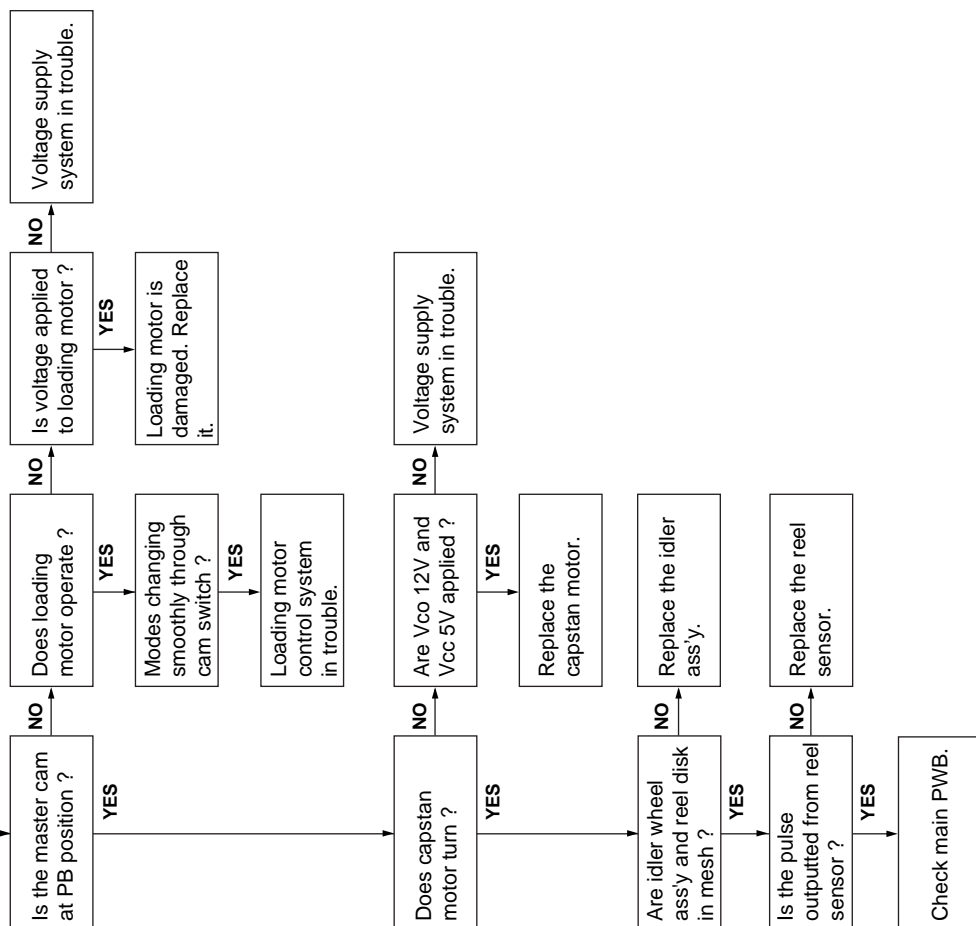 Is the master cam
at PB position ?
NO
Does loading
motor operate ?
NO
Is voltage applied
to loading motor ?
NO
Voltage supply
system in trouble.
YES
Loading motor is
damaged. Replace
it.
YES
Modes changing
smoothly through
cam switch ?
YES
Loading motor
control system
in trouble.
YES
Does capstan
motor turn ?
NO
Are Vco 12V and
Vcc 5V applied ?
NO
Voltage supply
system in trouble.
YES
Replace the
capstan motor.
YES
Are idler wheel
ass'y and reel disk
in mesh ?
NO
Replace the idler
ass'y.
YES
Is the pulse
outputted from reel
sensor ?
NO
Replace the reel
sensor.
YES
Check main PWB.